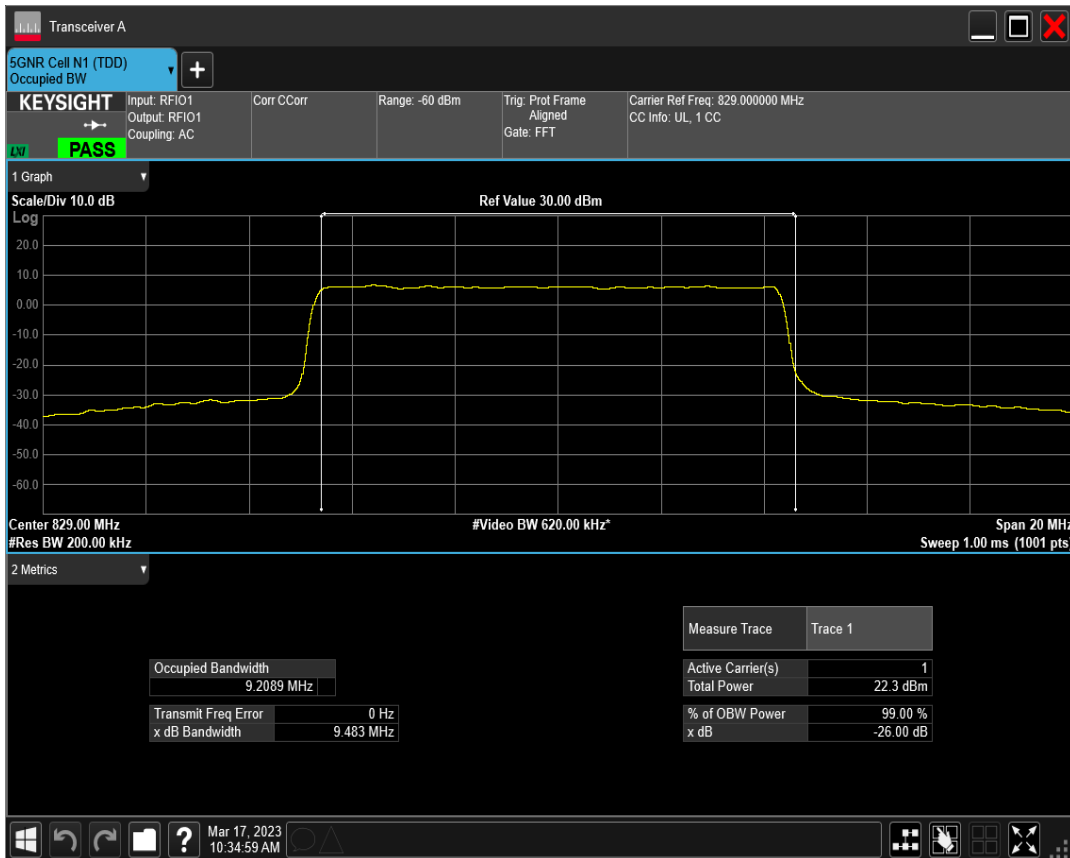 Transceiver A
5GNR Cell N1 (TDD)
Occupied BW
+
KEYSIGHT
LXI
PASS
Input: RFIO1
Output: RFIO1
Coupling: AC
Corr CCorr
Range: -60 dBm
Trig: Prot Frame
Aligned
Gate: FFT
Carrier Ref Freq: 829.000000 MHz
CC Info: UL, 1 CC
1 Graph
Scale/Div 10.0 dB
Ref Value 30.00 dBm
Log
20.0
10.0
0.00
-10.0
-20.0
-30.0
-40.0
-50.0
-60.0
Center 829.00 MHz
#Video BW 620.00 kHz*
Span 20 MHz
#Res BW 200.00 kHz
Sweep 1.00 ms (1001 pts)
2 Metrics
Measure Trace Trace 1
Occupied Bandwidth
9.2089 MHz
Active Carrier(s) 1
Total Power 22.3 dBm
Transmit Freq Error 0 Hz
x dB Bandwidth 9.483 MHz
% of OBW Power 99.00 %
x dB -26.00 dB
?
Mar 17, 2023
10:34:59 AM